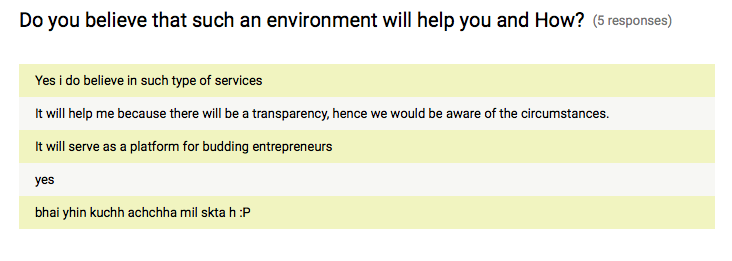 Do you believe that such an environment will help you and How? (5 responses)
Yes i do believe in such type of services
It will help me because there will be a transparency, hence we would be aware of the circumstances.
It will serve as a platform for budding entrepreneurs
yes
bhai yhin kuchh achchha mil skta h :P